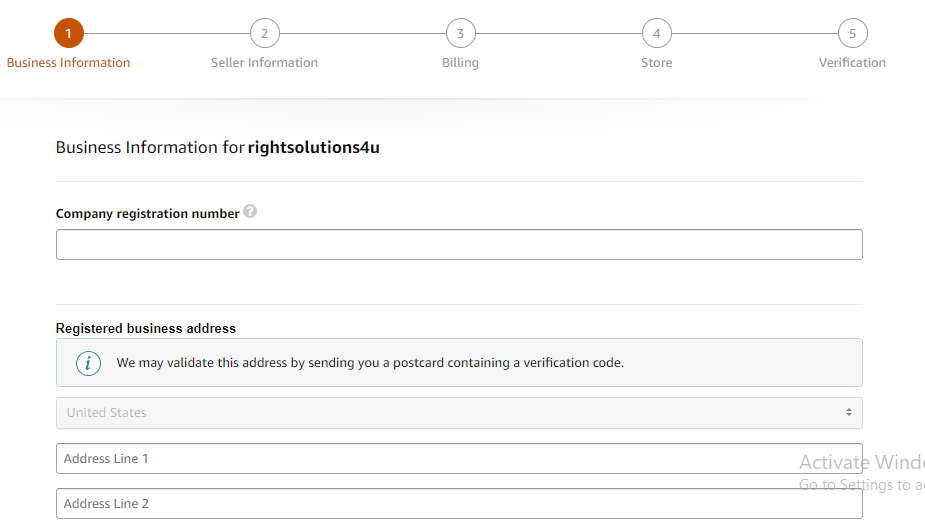 1 2 3 4 5
Business Information Seller Information Billing Store Verification
Business Information for rightsolutions4u
Company registration number ?
Registered business address
i We may validate this address by sending you a postcard containing a verification code.
United States
Address Line 1
Activate
Go to Settings to
Address Line 2